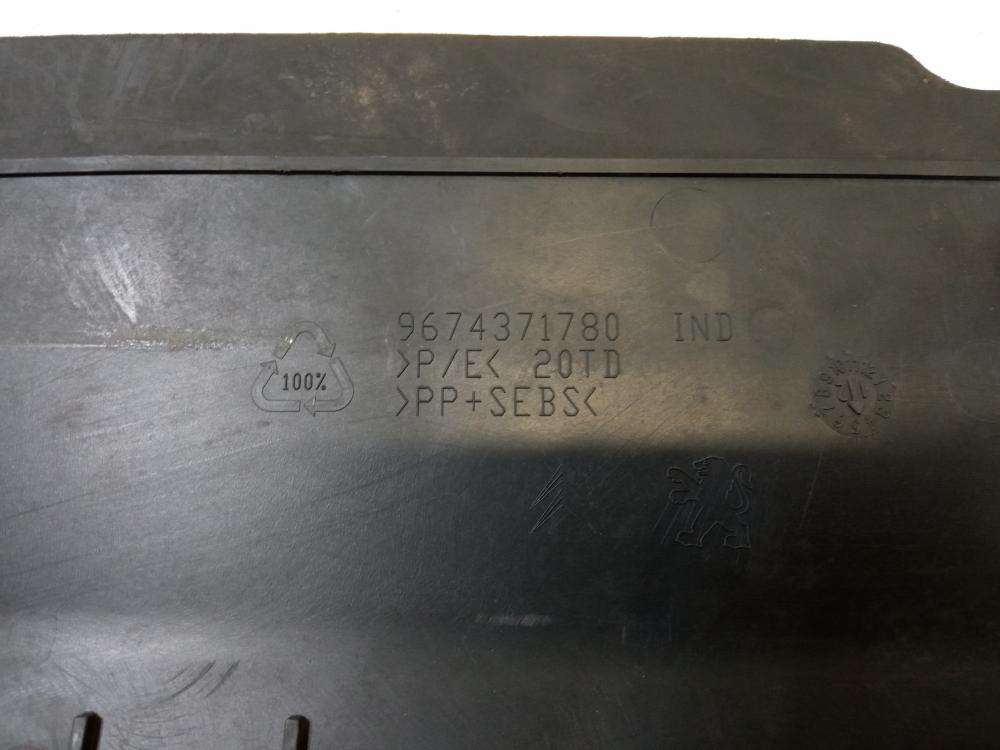 9674371780 IND
>P/E< 20TD
>PP+SEBS<
100%